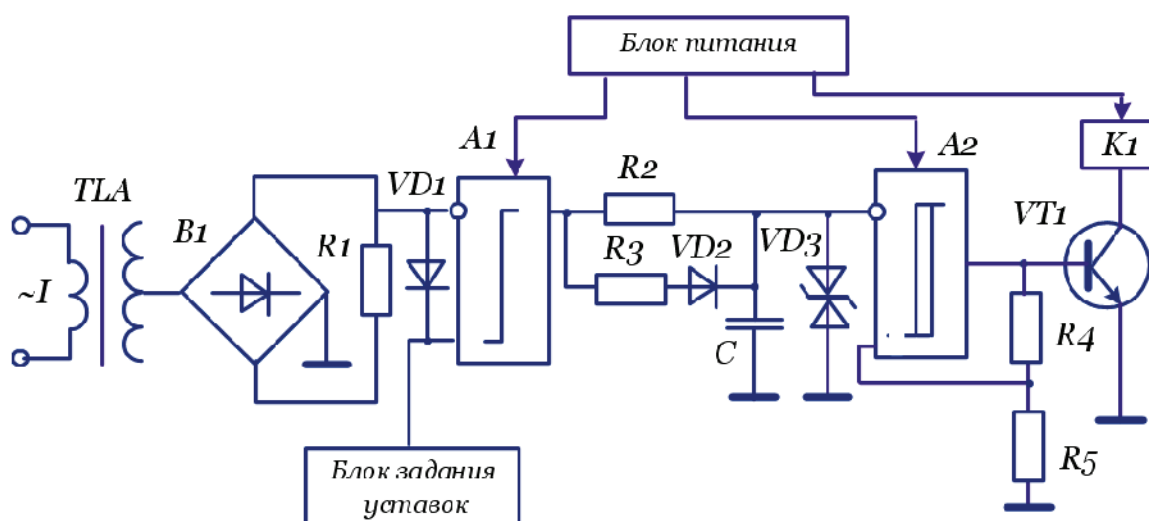 Блок питания
A1
A2
K1
TLA
VD1
R2
VT1
B1
R1
R3
VD2
VD3
~I
C
R4
Блок задания
уставок
R5